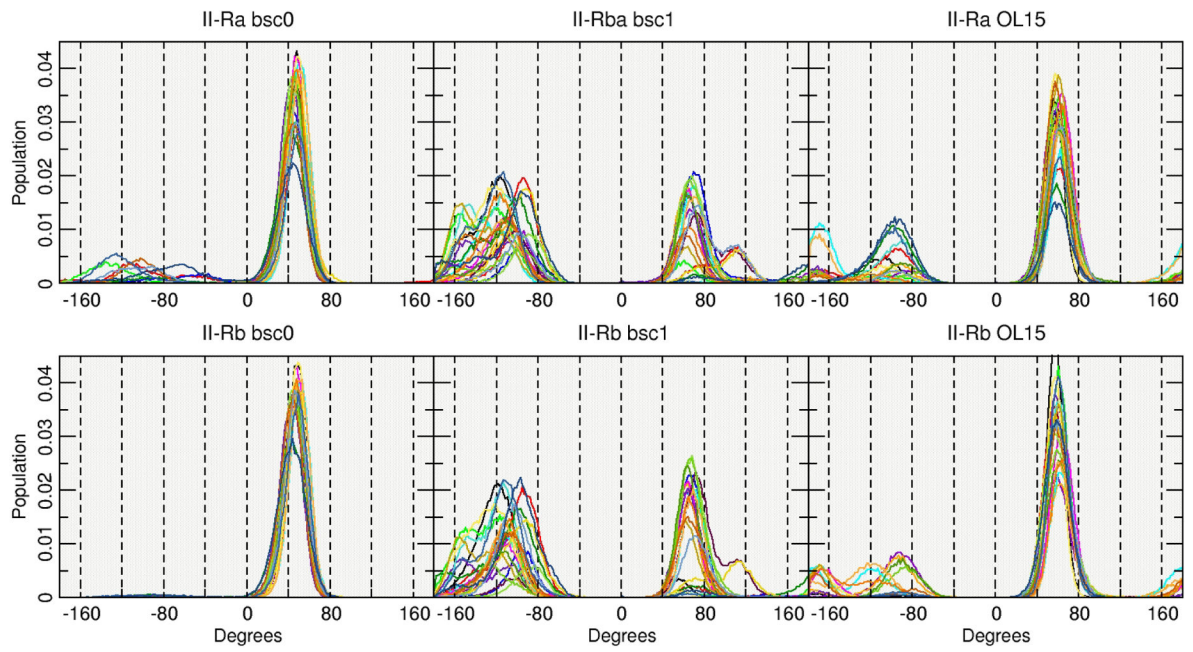 II-Ra bsc0 II-Rba bsc1 II-Ra OL15
Population
0.04
0.03
0.02
0.01
0
-160 -80 0 80 160 -160 -80 0 80 160 -160 -80 0 80 160
II-Rb bsc0 II-Rb bsc1 II-Rb OL15
Population
0.04
0.03
0.02
0.01
0
-160 -80 0 80 160 -160 -80 0 80 160 -160 -80 0 80 160
Degrees Degrees Degrees